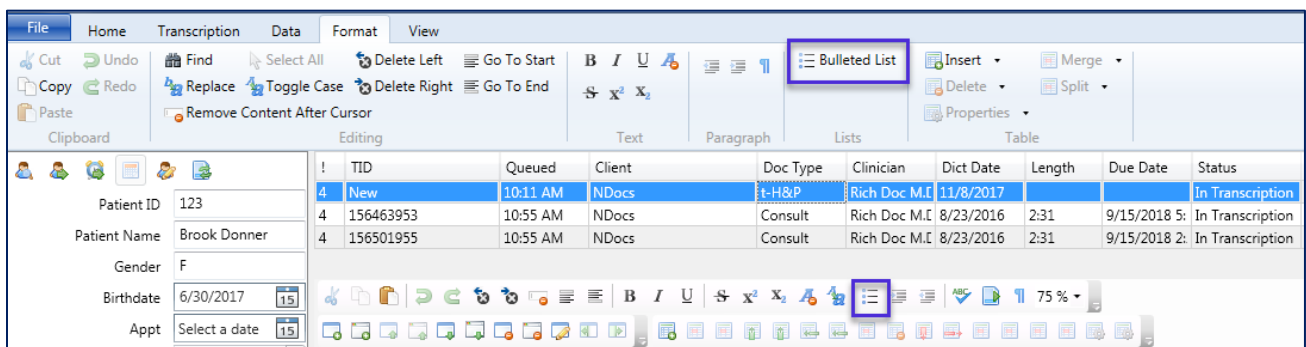 File Home Transcription Data Format View
Cut Undo Find Select All Delete Left Go To Start B I U A Bulleted List Insert Merge
Copy Redo Replace Toggle Case Delete Right Go To End S X² X₂ Delete Split
Paste Remove Content After Cursor Properties
Clipboard Editing Text Paragraph Lists Table
! TID Queued Client Doc Type Clinician Dict Date Length Due Date Status
4 New 10:11 AM NDocs t-H&P Rich Doc M.D 11/8/2017 In Transcription
Patient ID 123
4 156463953 10:55 AM NDocs Consult Rich Doc M.D 8/23/2016 2:31 9/15/2018 5: In Transcription
Patient Name Brook Donner
4 156501955 10:55 AM NDocs Consult Rich Doc M.D 8/23/2016 2:31 9/15/2018 2: In Transcription
Gender F
Birthdate 6/30/2017 15
B I U S X² X₂ A ABC ¶ 75 %
Appt Select a date 15